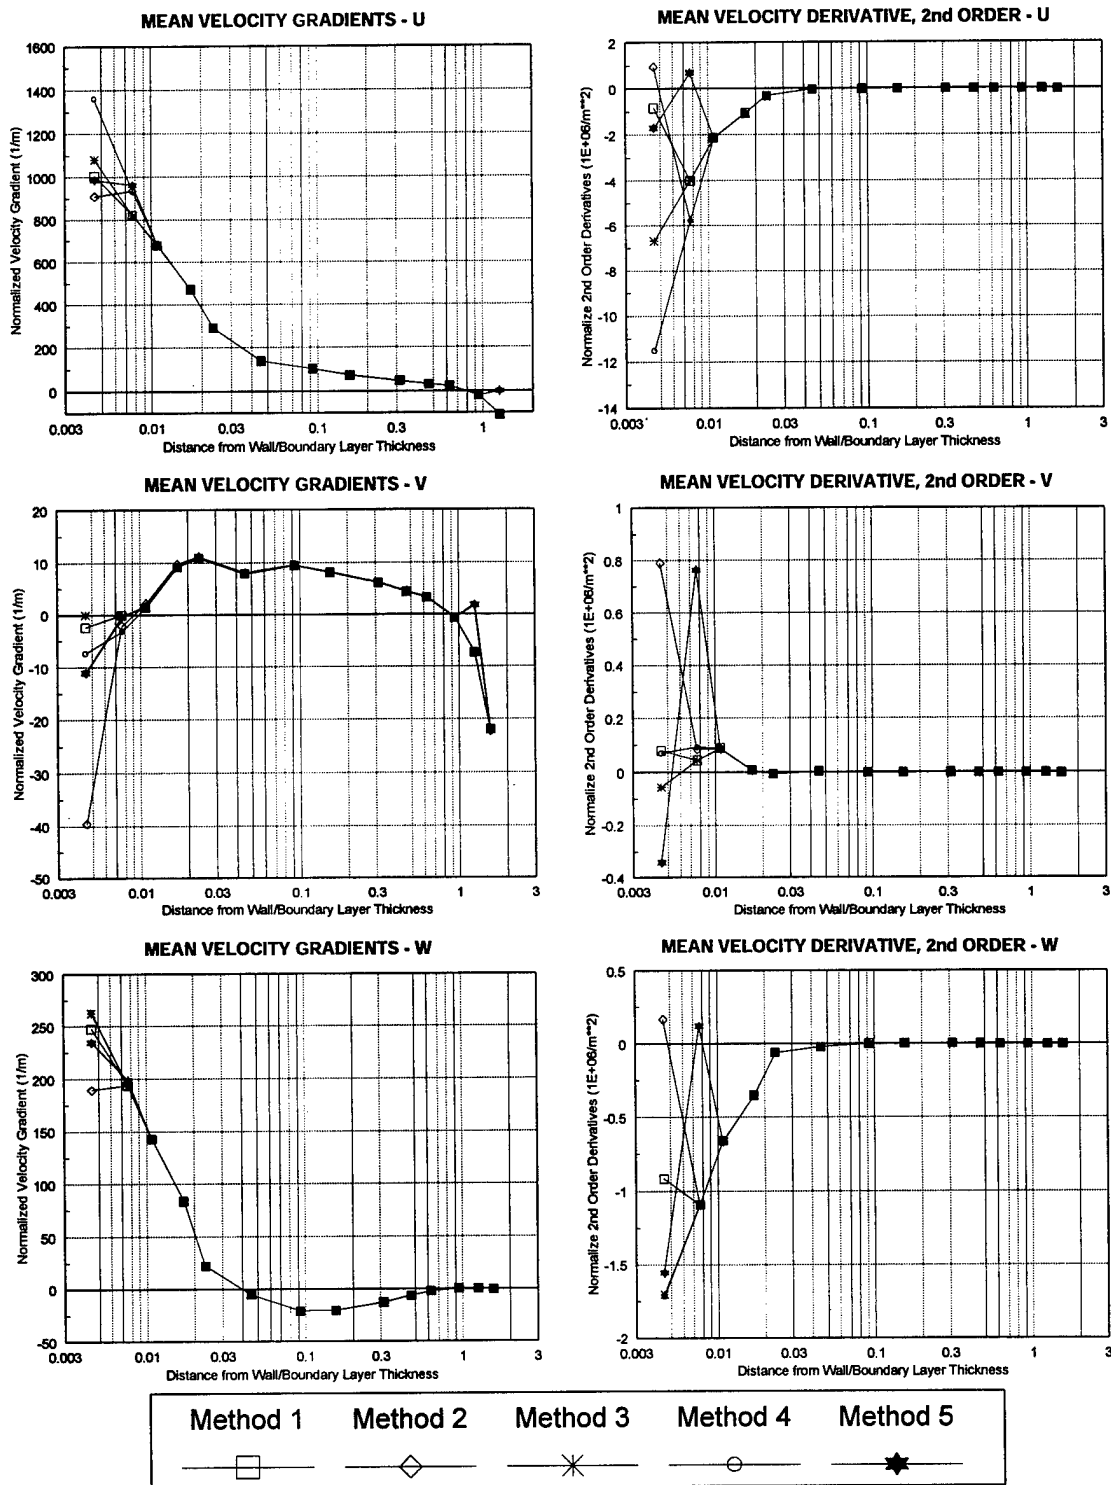 MEAN VELOCITY GRADIENTS - U
Normalized Velocity Gradient (1/m)
1600
1400
1200
1000
800
600
400
200
0
0.003 0.01 0.03 0.1 0.3 1
Distance from Wall/Boundary Layer Thickness
MEAN VELOCITY DERIVATIVE, 2nd ORDER - U
Normalize 2nd Order Derivatives (1E+06/m**2)
2
0
-2
-4
-6
-8
-10
-12
-14
0.003 0.01 0.03 0.1 0.3 1 3
Distance from Wall/Boundary Layer Thickness
MEAN VELOCITY GRADIENTS - V
Normalized Velocity Gradient (1/m)
20
10
0
-10
-20
-30
-40
-50
0.003 0.01 0.03 0.1 0.3 1 3
Distance from Wall/Boundary Layer Thickness
MEAN VELOCITY DERIVATIVE, 2nd ORDER - V
Normalize 2nd Order Derivatives (1E+06/m**2)
1
0.8
0.6
0.4
0.2
0
-0.2
-0.4
0.003 0.01 0.03 0.1 0.3 1 3
Distance from Wall/Boundary Layer Thickness
MEAN VELOCITY GRADIENTS - W
Normalized Velocity Gradient (1/m)
300
250
200
150
100
50
0
-50
0.003 0.01 0.03 0.1 0.3 1 3
Distance from Wall/Boundary Layer Thickness
MEAN VELOCITY DERIVATIVE, 2nd ORDER - W
Normalize 2nd Order Derivatives (1E+06/m**2)
0.5
0
-0.5
-1
-1.5
-2
0.003 0.01 0.03 0.1 0.3 1 3
Distance from Wall/Boundary Layer Thickness
Method 1 Method 2 Method 3 Method 4 Method 5